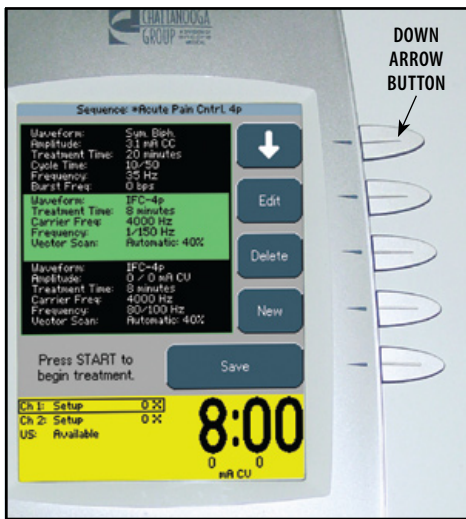 CHATTANOOGA
GROUP
DOWN
ARROW
BUTTON
Sequence: *Acute Pain Cntrl. 4p
Waveform: Sym. Biph.
Amplitude: 31 mA CC
Treatment Time: 20 minutes
Cycle Time: 10/50
Frequency: 35 Hz
Burst Freq: 0 bps
Waveform: IFC-4p
Treatment Time: 8 minutes
Carrier Freq: 4000 Hz
Frequency: 1/150 Hz
Vector Scan: Automatic: 40%
Edit
Delete
Waveform: IFC-4p
Amplitude: 0 / 0 mA CV
Treatment Time: 8 minutes
Carrier Freq: 4000 Hz
Frequency: 80/100 Hz
Vector Scan: Automatic: 40%
New
Press START to
begin treatment.
Save
Ch 1: Setup 0 %
Ch 2: Setup 0 %
US: Available
8:00
0 0
mA CV